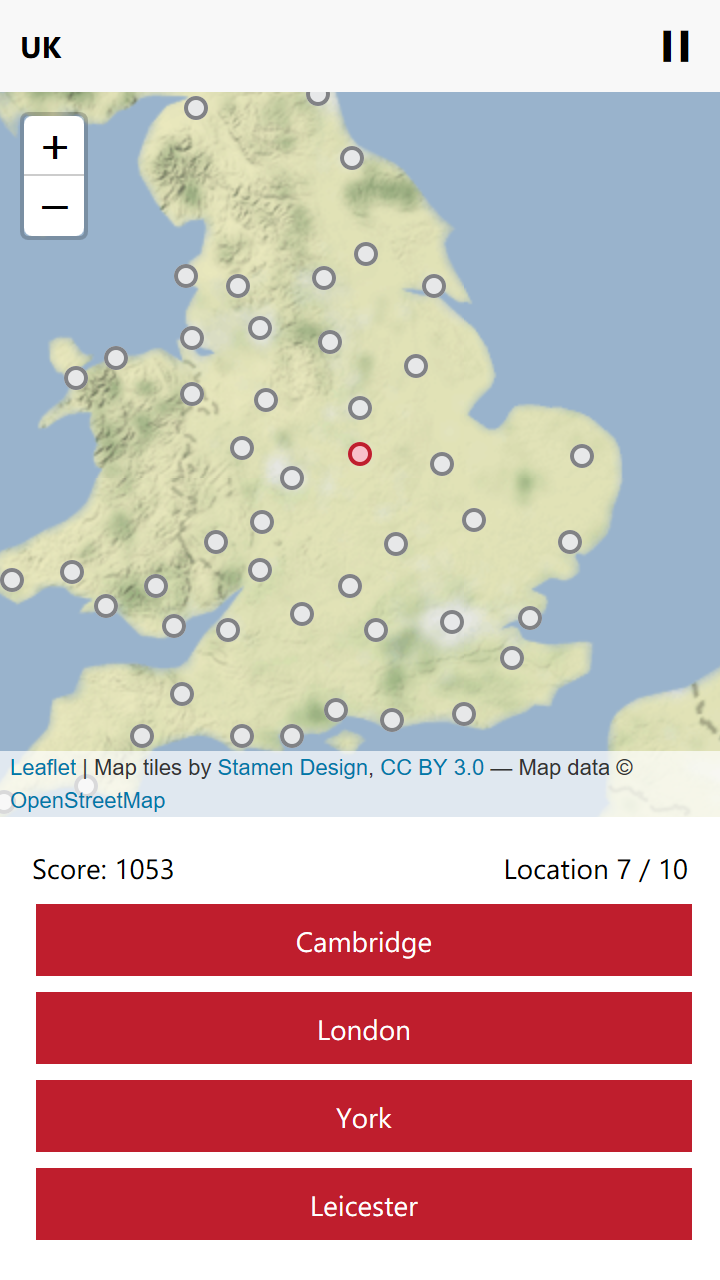 UK
+
−
Leaflet | Map tiles by Stamen Design, CC BY 3.0 — Map data ©
OpenStreetMap
Score: 1053
Location 7 / 10
Cambridge
London
York
Leicester